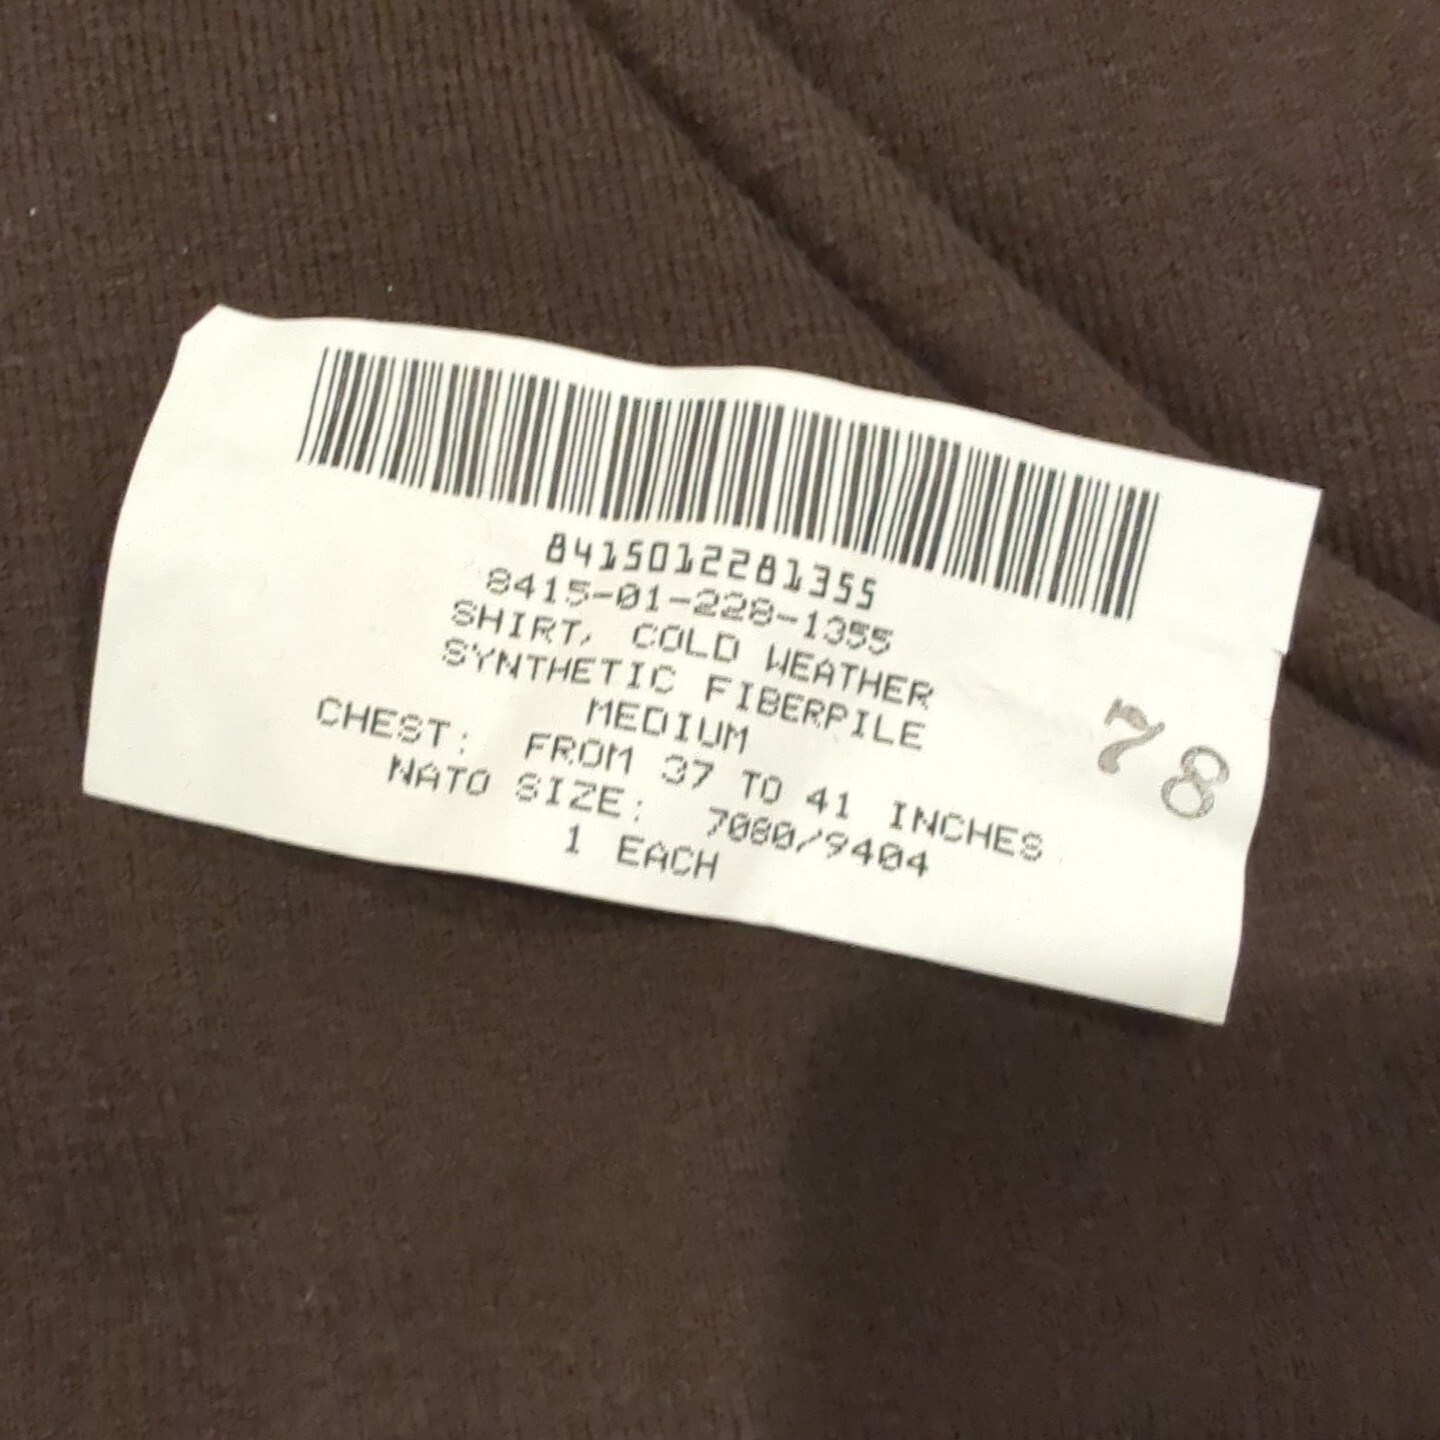 8415012281355
8415-01-228-1355
SHIRT, COLD WEATHER
SYNTHETIC FIBERPILE
MEDIUM
CHEST: FROM 37 TO 41 INCHES
NATO SIZE: 7080/9404
1 EACH
78